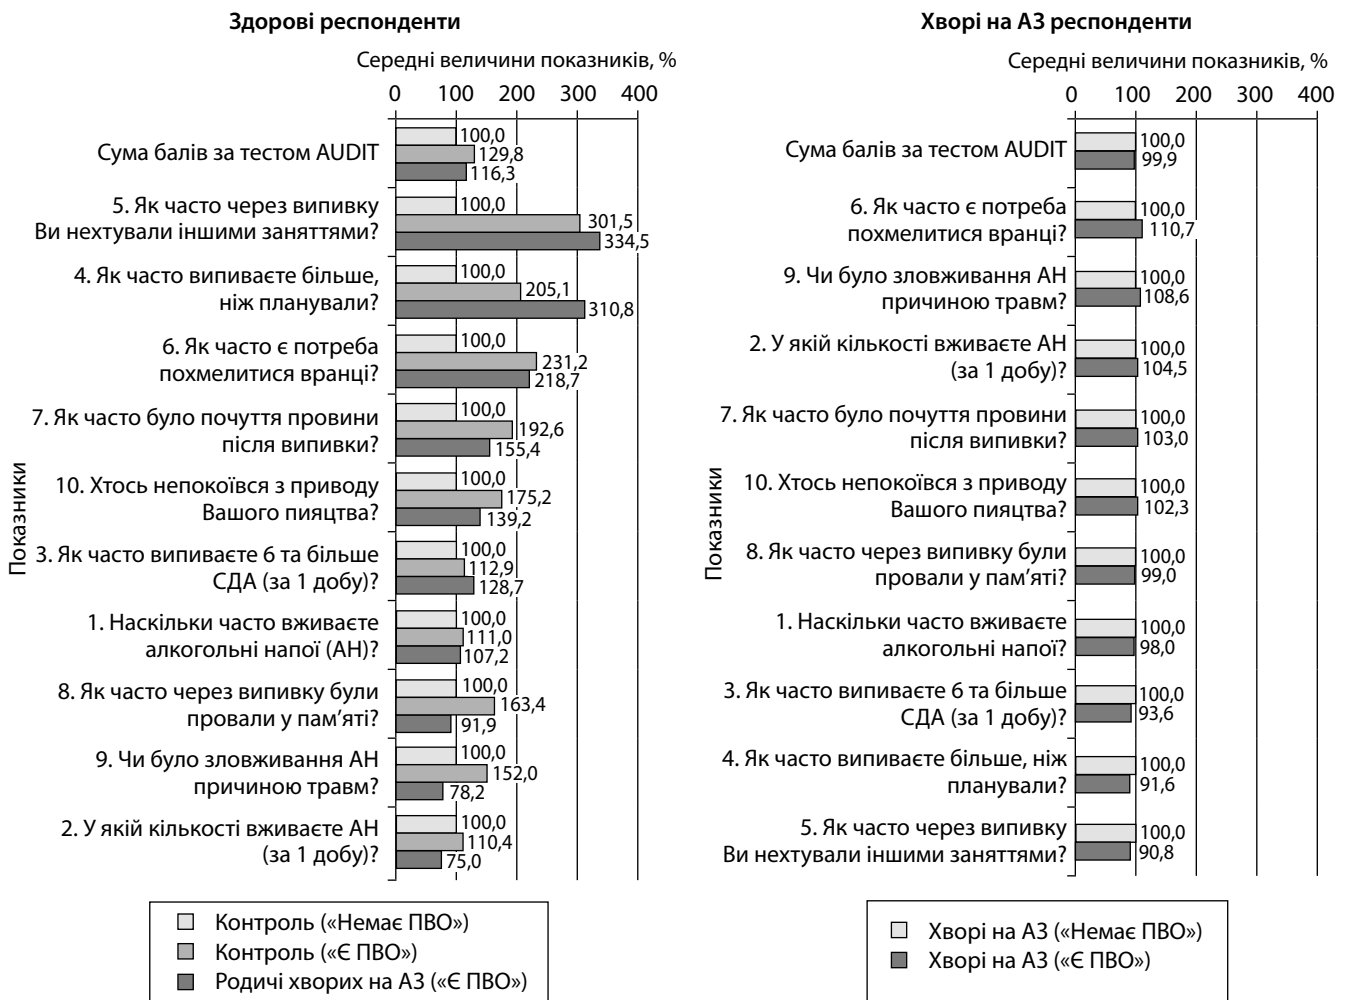 Здорові респонденти
Середні величини показників, %
0 100 200 300 400
Сума балів за тестом AUDIT
100,0
129,8
116,3
5. Як часто через випивку
Ви нехтували іншими заняттями?
100,0
301,5
334,5
4. Як часто випиваєте більше,
ніж планували?
100,0
205,1
310,8
6. Як часто є потреба
похмелитися вранці?
100,0
231,2
218,7
7. Як часто було почуття провини
після випивки?
100,0
192,6
155,4
10. Хтось непокоївся з приводу
Вашого пияцтва?
100,0
175,2
139,2
3. Як часто випиваєте 6 та більше
СДА (за 1 добу)?
100,0
112,9
128,7
1. Наскільки часто вживаєте
алкогольні напої (АН)?
100,0
111,0
107,2
8. Як часто через випивку були
провали у пам’яті?
100,0
163,4
91,9
9. Чи було зловживання АН
причиною травм?
100,0
152,0
78,2
2. У якій кількості вживаєте АН
(за 1 добу)?
100,0
110,4
75,0
Показники
Контроль («Немає ПВО»)
Контроль («Є ПВО»)
Родичі хворих на АЗ («Є ПВО»)
Хворі на АЗ респонденти
Середні величини показників, %
0 100 200 300 400
Сума балів за тестом AUDIT
100,0
99,9
6. Як часто є потреба
похмелитися вранці?
100,0
110,7
9. Чи було зловживання АН
причиною травм?
100,0
108,6
2. У якій кількості вживаєте АН
(за 1 добу)?
100,0
104,5
7. Як часто було почуття провини
після випивки?
100,0
103,0
10. Хтось непокоївся з приводу
Вашого пияцтва?
100,0
102,3
8. Як часто через випивку були
провали у пам’яті?
100,0
99,0
1. Наскільки часто вживаєте
алкогольні напої?
100,0
98,0
3. Як часто випиваєте 6 та більше
СДА (за 1 добу)?
100,0
93,6
4. Як часто випиваєте більше, ніж
планували?
100,0
91,6
5. Як часто через випивку
Ви нехтували іншими заняттями?
100,0
90,8
Показники
Хворі на АЗ («Немає ПВО»)
Хворі на АЗ («Є ПВО»)